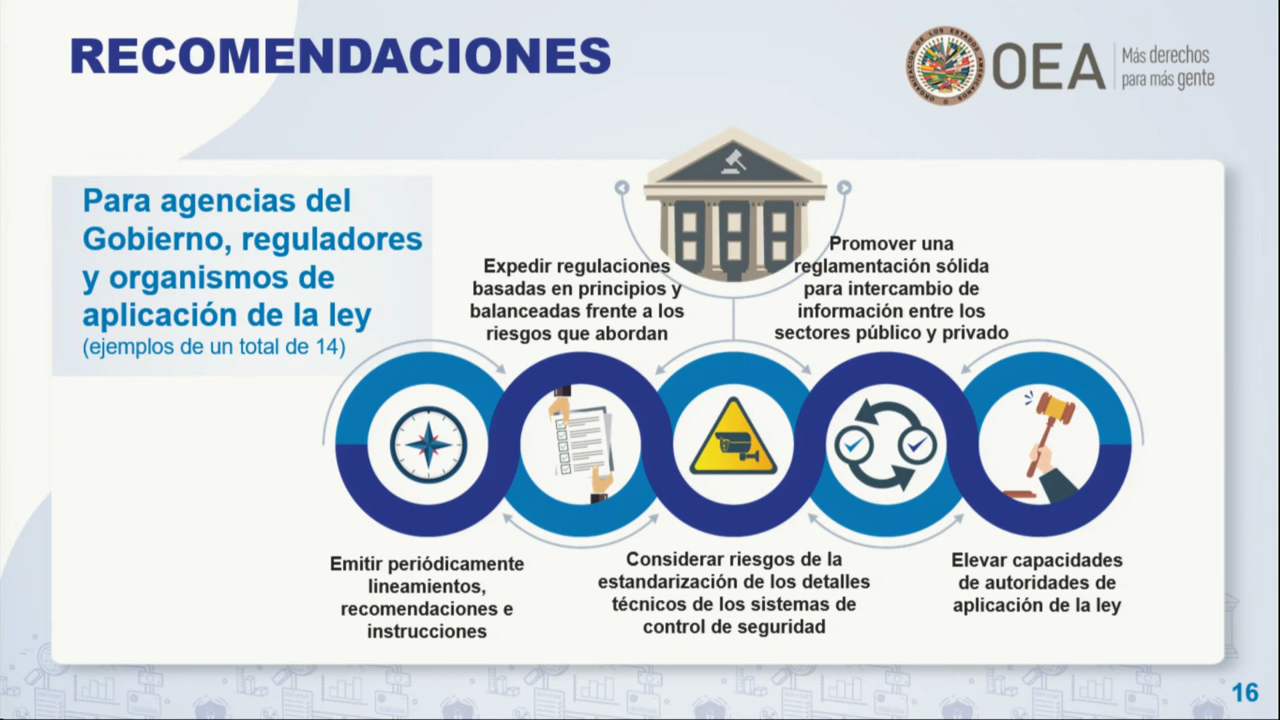 RECOMENDACIONES
OEA
Más derechos
para más gente
Para agencias del
Gobierno, reguladores
y organismos de
aplicación de la ley
(ejemplos de un total de 14)
Expedir regulaciones
basadas en principios y
balanceadas frente a los
riesgos que abordan
Promover una
reglamentación sólida
para intercambio de
información entre los
sectores público y privado
Emitir periódicamente
lineamientos,
recomendaciones e
instrucciones
Considerar riesgos de la
estandarización de los detalles
técnicos de los sistemas de
control de seguridad
Elevar capacidades
de autoridades de
aplicación de la ley
16